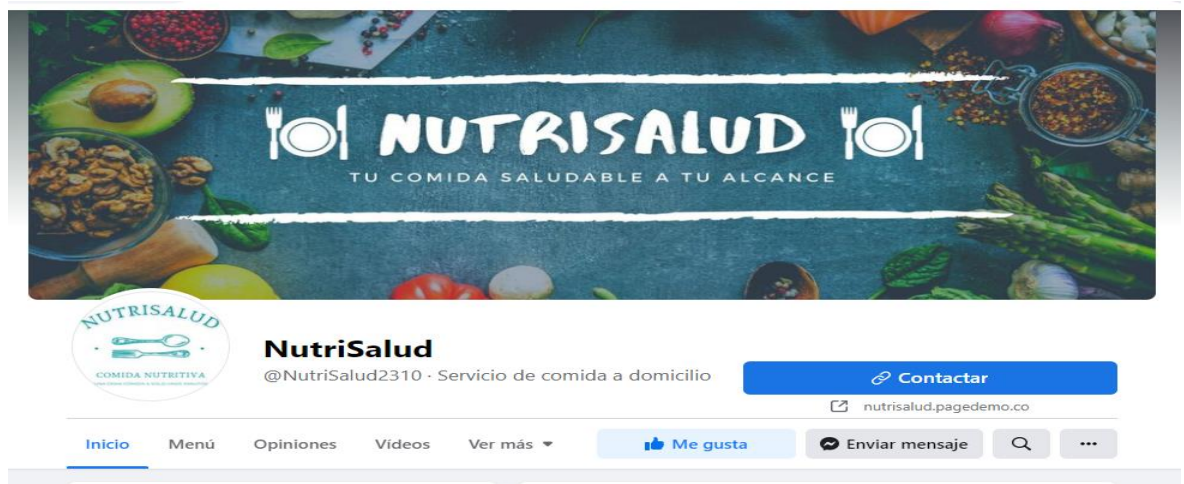 NUTRISALUD
TU COMIDA SALUDABLE A TU ALCANCE
NUTRISALUD
COMIDA NUTRITIVA
NutriSalud
@NutriSalud2310 · Servicio de comida a domicilio
Contactar
nutrisalud.pagedemo.co
Inicio Menú Opiniones Vídeos Ver más Me gusta Enviar mensaje